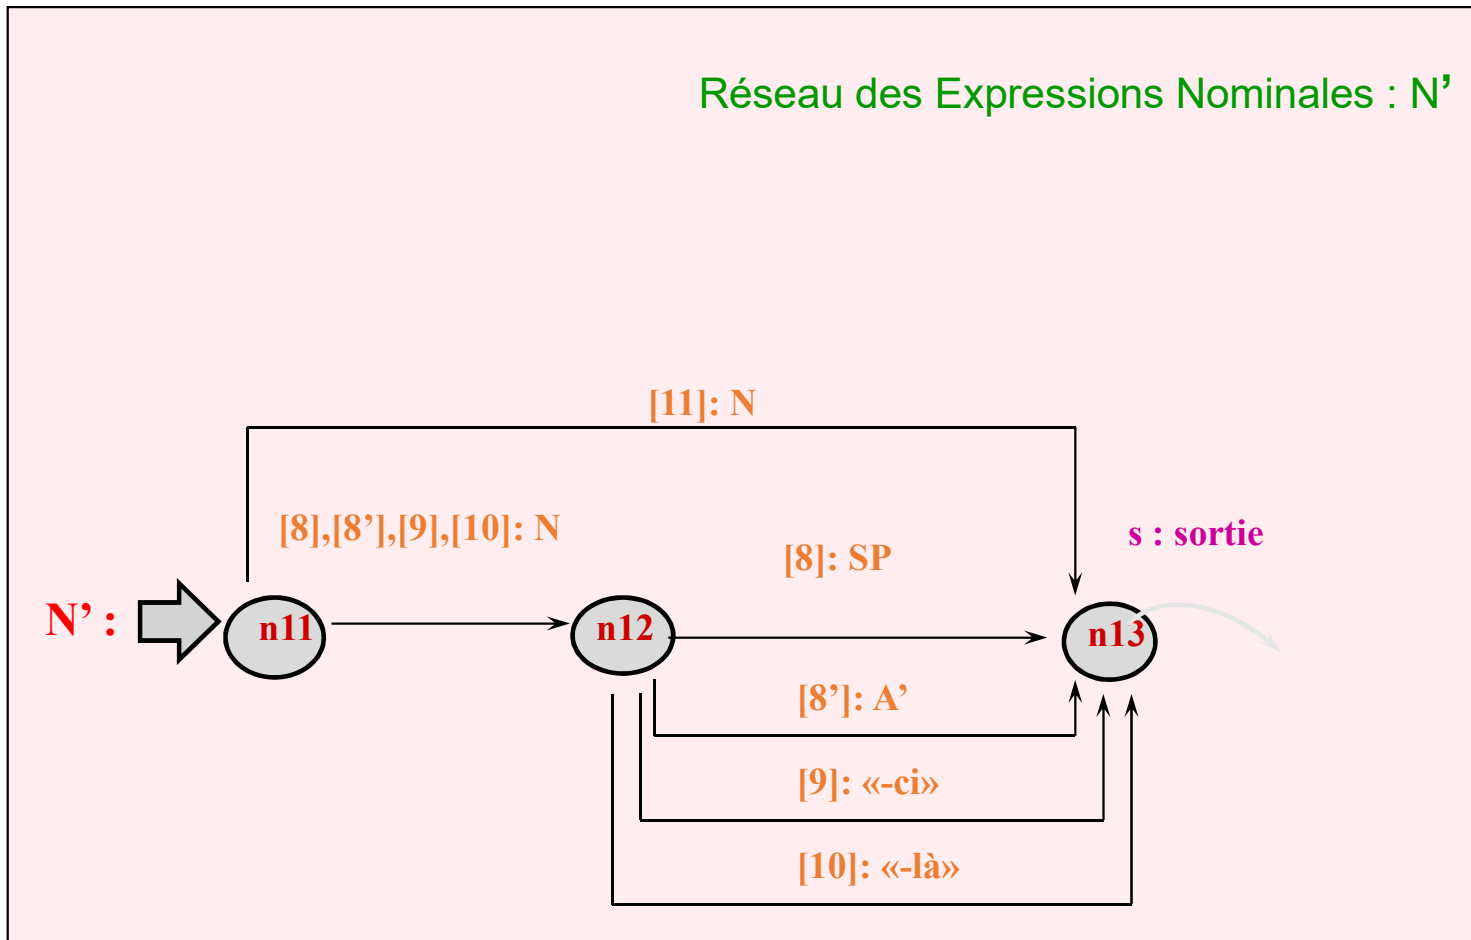 Réseau des Expressions Nominales : N’
[11]: N
[8],[8’],[9],[10]: N
s : sortie
[8]: SP
N’ :
n11
n12
n13
[8’]: A’
[9]: «-ci»
[10]: «-là»